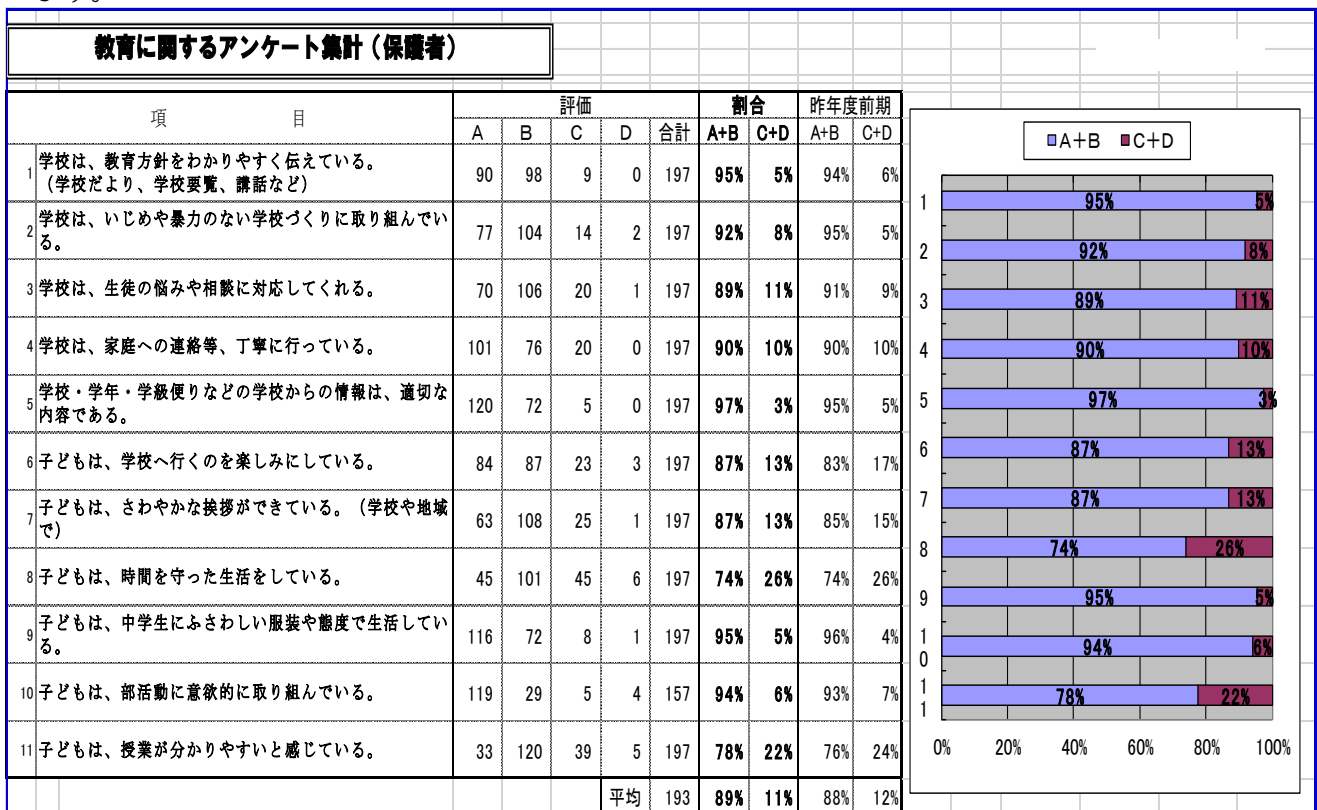 教育に関するアンケート集計（保護者）
項　　　　目 評価 割合 昨年度前期
A B C D 合計 A+B C+D A+B C+D
1 学校は、教育方針をわかりやすく伝えている。
（学校だより、学校要覧、講話など） 90 98 9 0 197 95% 5% 94% 6%
2 学校は、いじめや暴力のない学校づくりに取り組んでい
る。 77 104 14 2 197 92% 8% 95% 5%
3 学校は、生徒の悩みや相談に対応してくれる。 70 106 20 1 197 89% 11% 91% 9%
4 学校は、家庭への連絡等、丁寧に行っている。 101 76 20 0 197 90% 10% 90% 10%
5 学校・学年・学級便りなどの学校からの情報は、適切な
内容である。 120 72 5 0 197 97% 3% 95% 5%
6 子どもは、学校へ行くのを楽しみにしている。 84 87 23 3 197 87% 13% 83% 17%
7 子どもは、さわやかな挨拶ができている。（学校や地域
で） 63 108 25 1 197 87% 13% 85% 15%
8 子どもは、時間を守った生活をしている。 45 101 45 6 197 74% 26% 74% 26%
9 子どもは、中学生にふさわしい服装や態度で生活してい
る。 116 72 8 1 197 95% 5% 96% 4%
10 子どもは、部活動に意欲的に取り組んでいる。 119 29 5 4 157 94% 6% 93% 7%
11 子どもは、授業が分かりやすいと感じている。 33 120 39 5 197 78% 22% 76% 24%
平均 193 89% 11% 88% 12%
A+B C+D
1 95% 5%
2 92% 8%
3 89% 11%
4 90% 10%
5 97% 3%
6 87% 13%
7 87% 13%
8 74% 26%
9 95% 5%
10 94% 6%
11 78% 22%
0% 20% 40% 60% 80% 100%